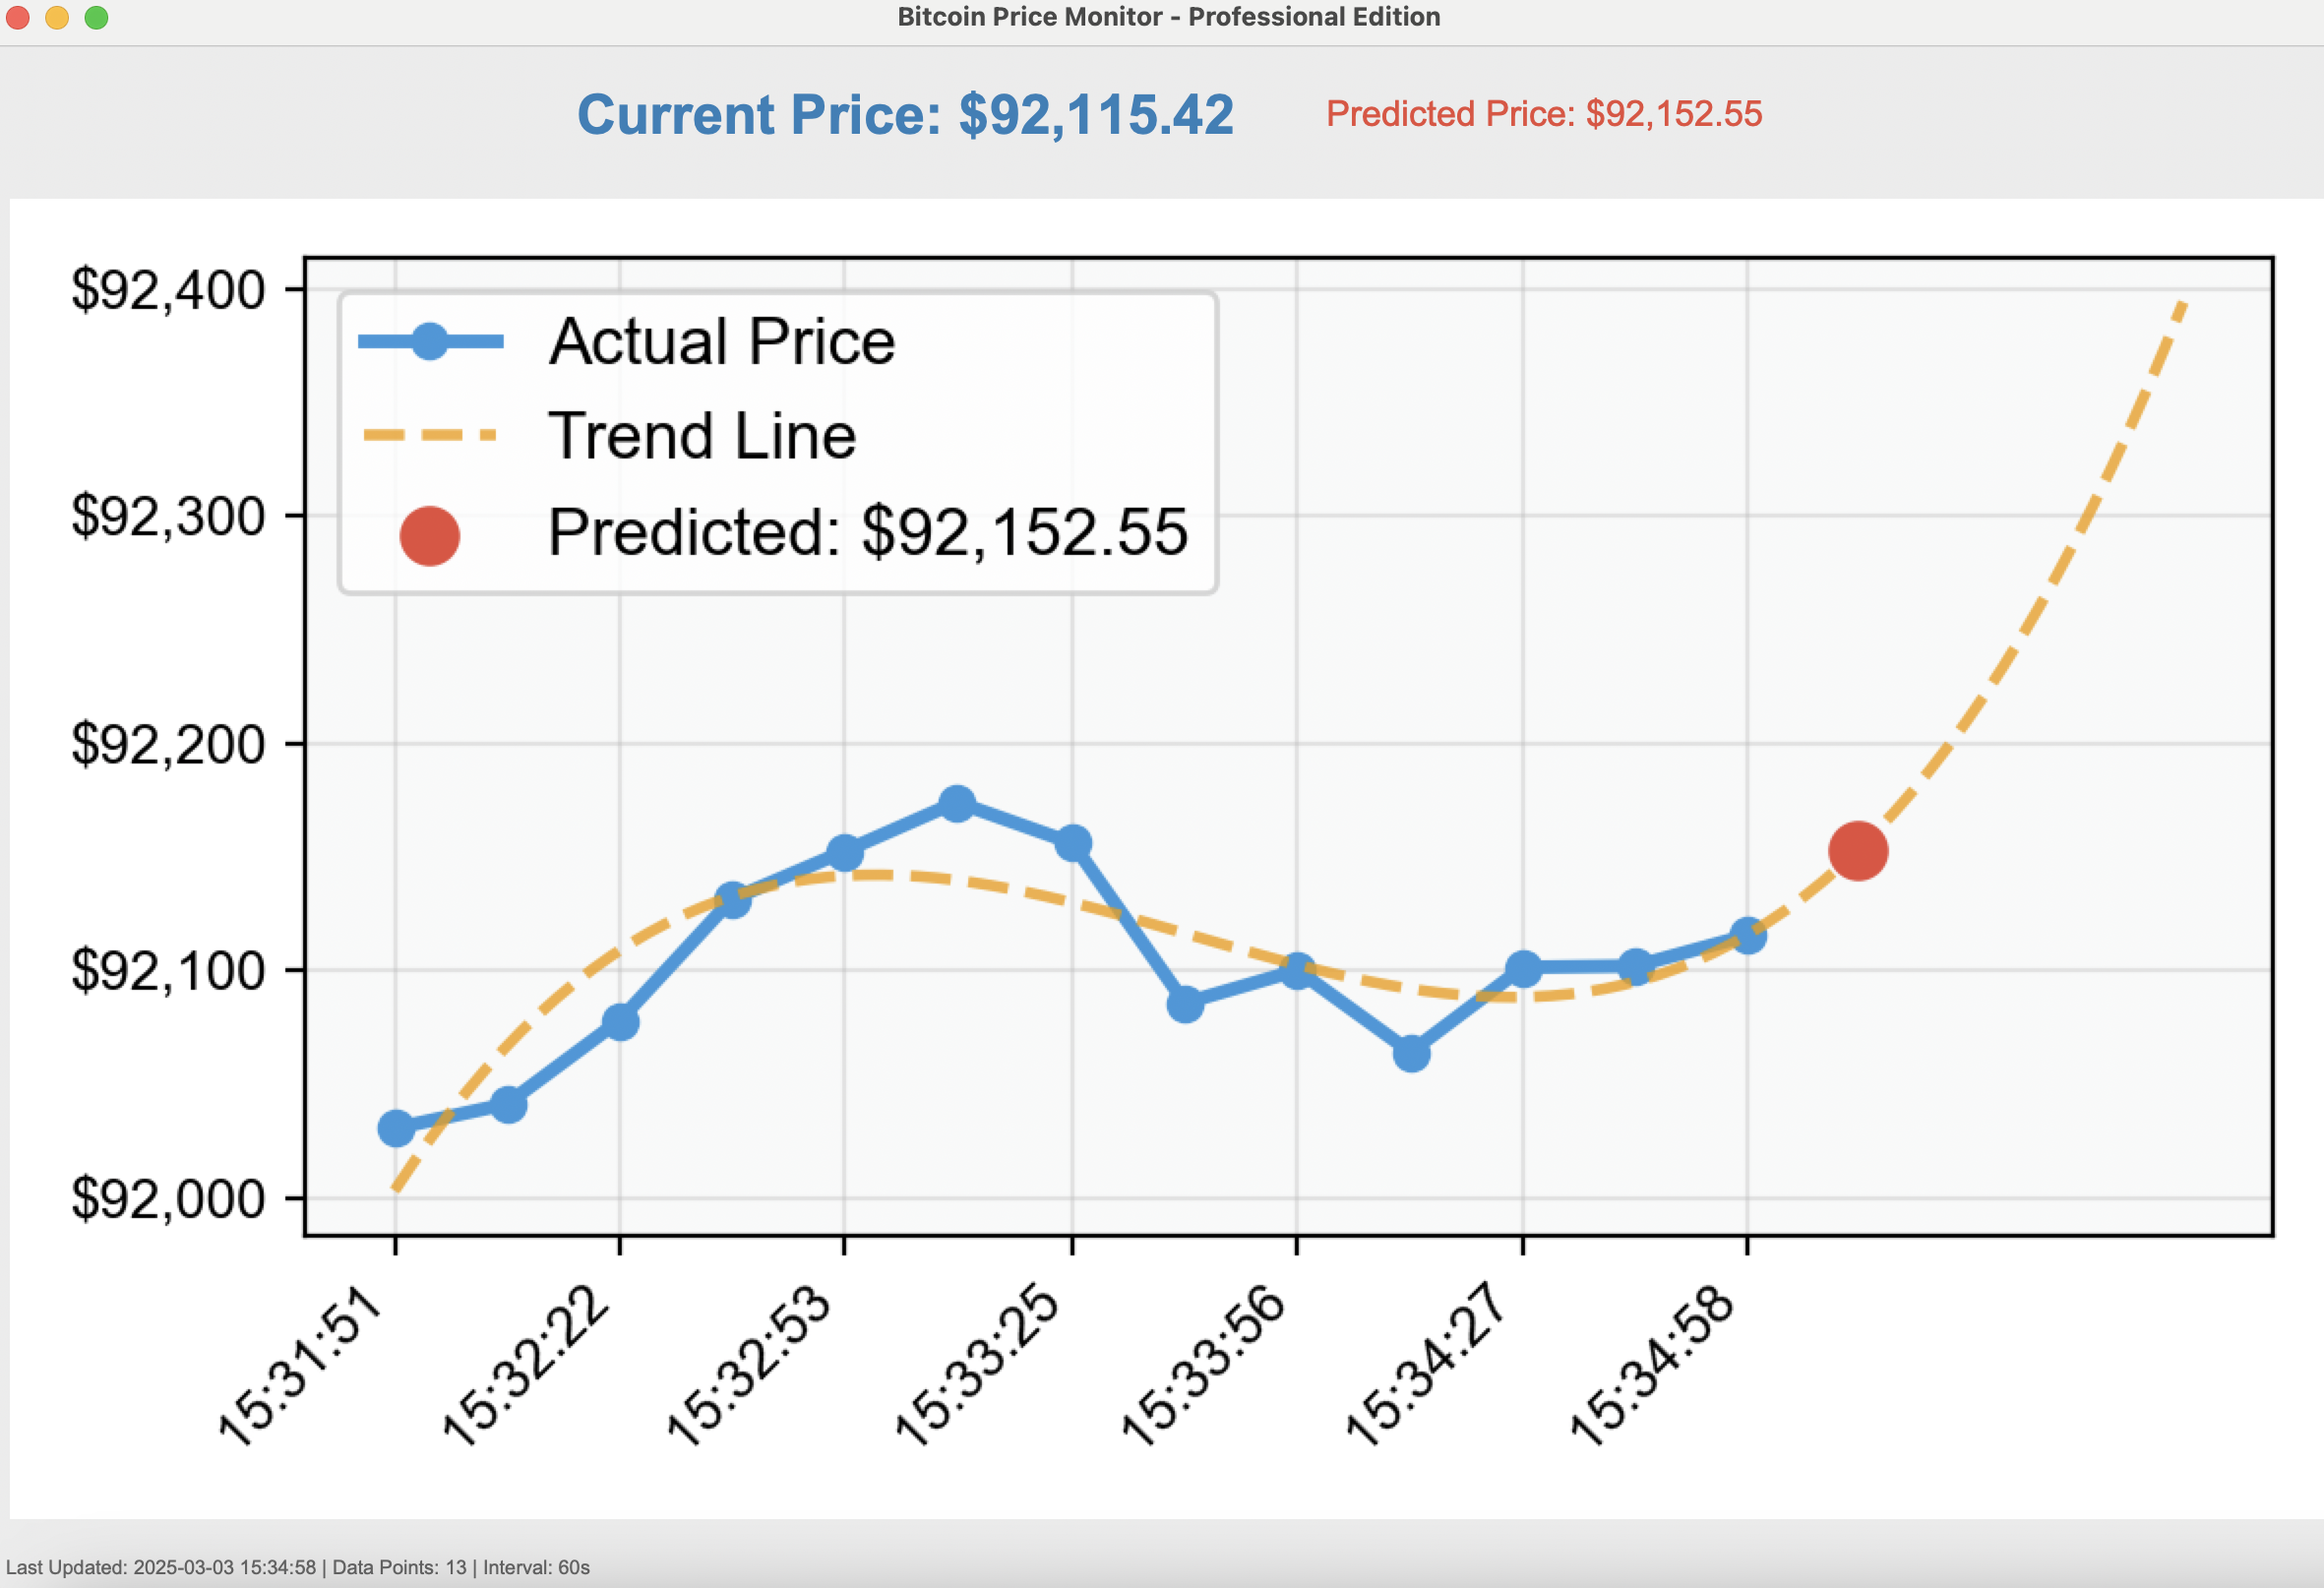 Bitcoin Price Monitor - Professional Edition
Current Price: $92,115.42
Predicted Price: $92,152.55
$92,400
$92,300
$92,200
$92,100
$92,000
Actual Price
Trend Line
Predicted: $92,152.55
15:31:51
15:32:22
15:32:53
15:33:25
15:33:56
15:34:27
15:34:58
Last Updated: 2025-03-03 15:34:58 | Data Points: 13 | Interval: 60s